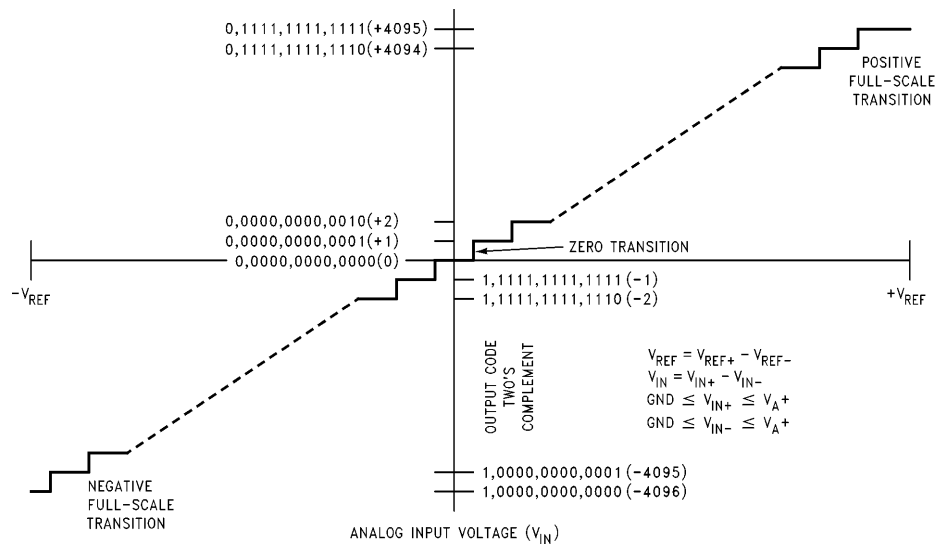 0,1111,1111,1111(+4095)
0,1111,1111,1110(+4094)
POSITIVE
FULL-SCALE
TRANSITION
0,0000,0000,0010(+2)
0,0000,0000,0001(+1)
0,0000,0000,0000(0)
ZERO TRANSITION
-VREF
+VREF
1,1111,1111,1111(-1)
1,1111,1111,1110(-2)
OUTPUT CODE
TWO'S
COMPLEMENT
VREF = VREF+ - VREF-
VIN = VIN+ - VIN-
GND ≤ VIN+ ≤ VA+
GND ≤ VIN- ≤ VA+
1,0000,0000,0001(-4095)
1,0000,0000,0000(-4096)
NEGATIVE
FULL-SCALE
TRANSITION
ANALOG INPUT VOLTAGE (VIN)